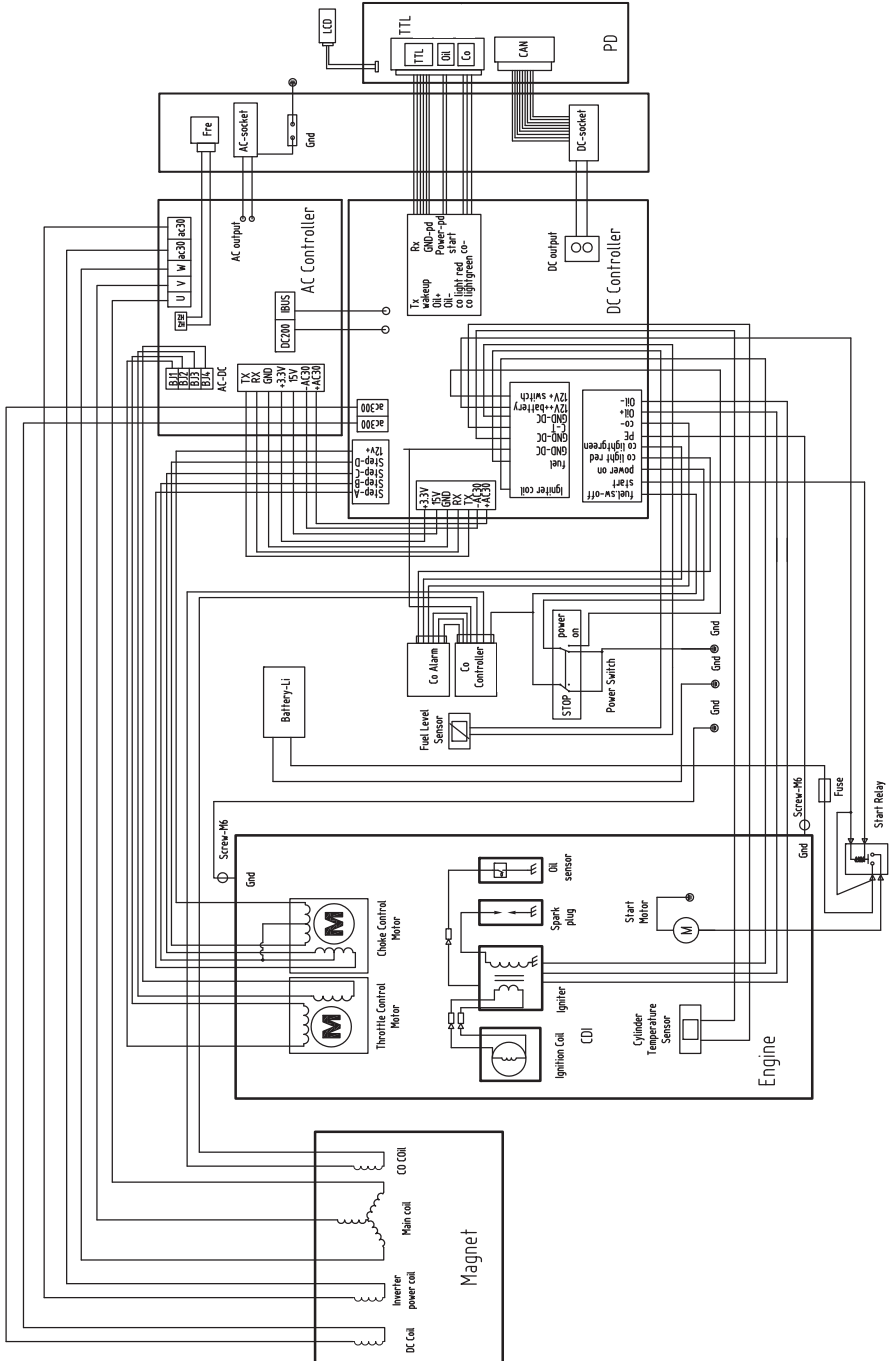 LCD
TTL
TTL
Oil
Co
CAN
PD
Fre
AC-socket
Gnd
DC-socket
U
V
W
ac30
ac30
HZ
HZ
AC output
AC Controller
BJ1
BJ2
BJ3
BJ4
AC-DC
DC200
IBUS
TX
RX
GND
+3.3V
15V
-AC30
+AC30
Rx
GND-pd
Power-pd
start
co-
Tx
wakeup
Oil+
Oil-
co light red
co lightgreen
DC output
DC Controller
ac300
ac300
Step-A
Step-B
Step-C
Step-D
12v+
+3.3V
15V
GND
RX
TX
-AC30
+AC30
Igniter coil
fuel
GND-DC
GND-DC
C-T
GND-DC
12V++battery
12V+ switch
fuel.sw-off
start
power on
co light red
co lightgreen
PE
co-
Oil+
Oil-
Battery-Li
Co Alarm
Co
Controller
Fuel Level
Sensor
STOP
power
on
Power Switch
Gnd
Gnd
Gnd
Screw-M6
Gnd
Screw-M6
Gnd
Fuse
Start Relay
Choke Control
Motor
M
Throttle Control
Motor
M
Oil
sensor
Spark
plug
Igniter
Ignition Coil
CDI
Start
Motor
M
Cylinder
Temperature
Sensor
Engine
CO COil
Main coil
Inverter
power coil
DC Coil
Magnet